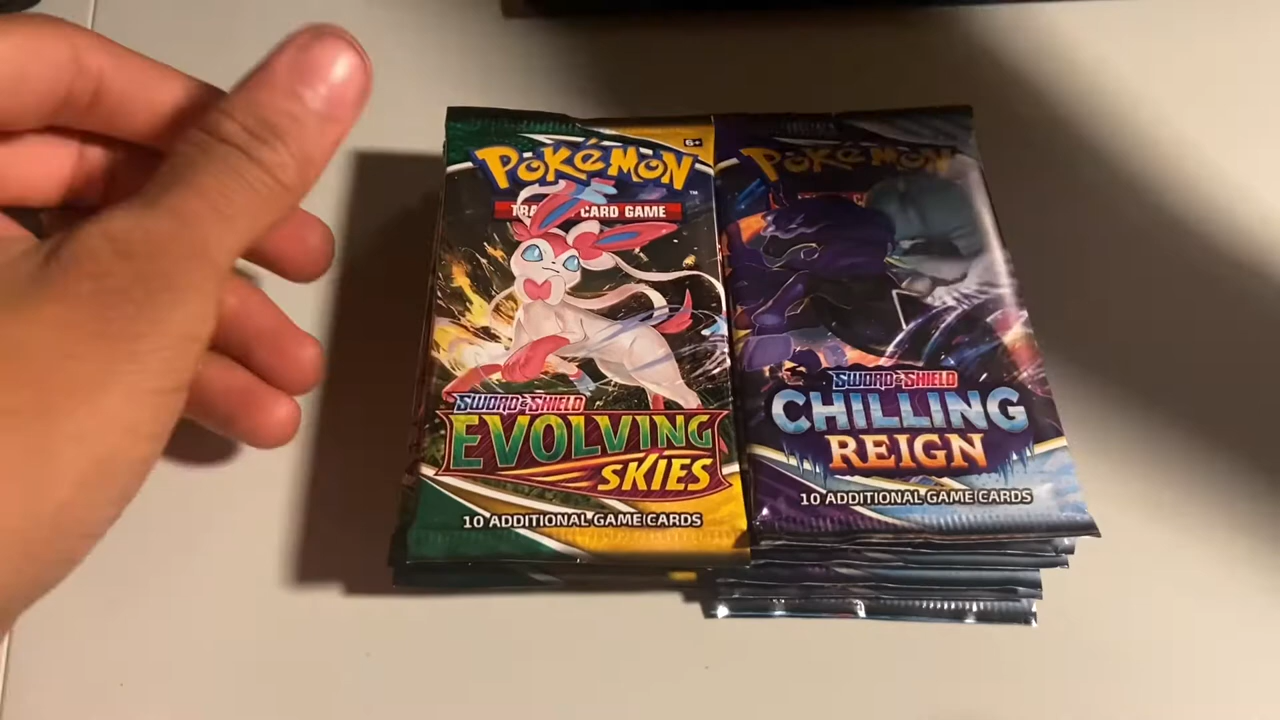 POKéMON
6+
TM
CARD GAME
SWORD & SHIELD
EVOLVING
SKIES
10 ADDITIONAL GAME CARDS
POKéMON
SWORD & SHIELD
CHILLING
REIGN
10 ADDITIONAL GAME CARDS